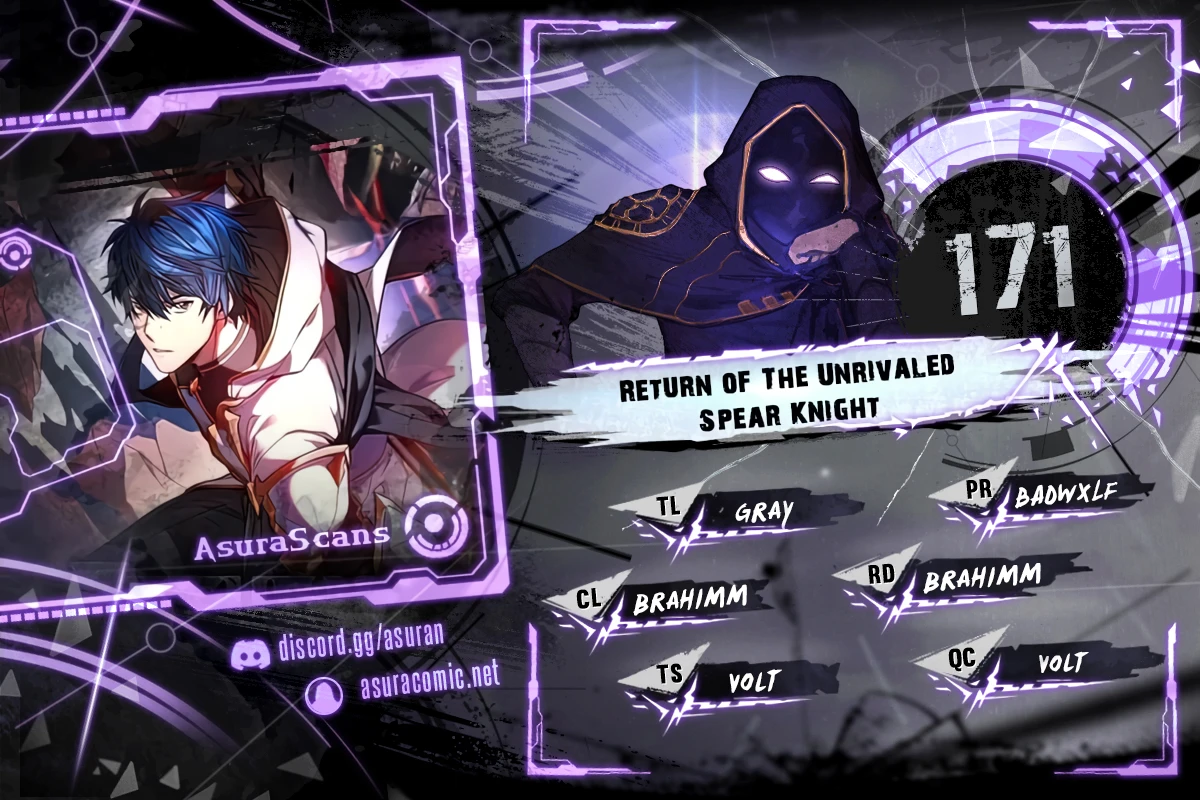 171
RETURN OF THE UNRIVALED
SPEAR KNIGHT
TL GRAY
PR BADWXLF
CL BRAHIMM
RD BRAHIMM
TS VOLT
QC VOLT
AsuraScans
discord.gg/asuran
asuracomic.net